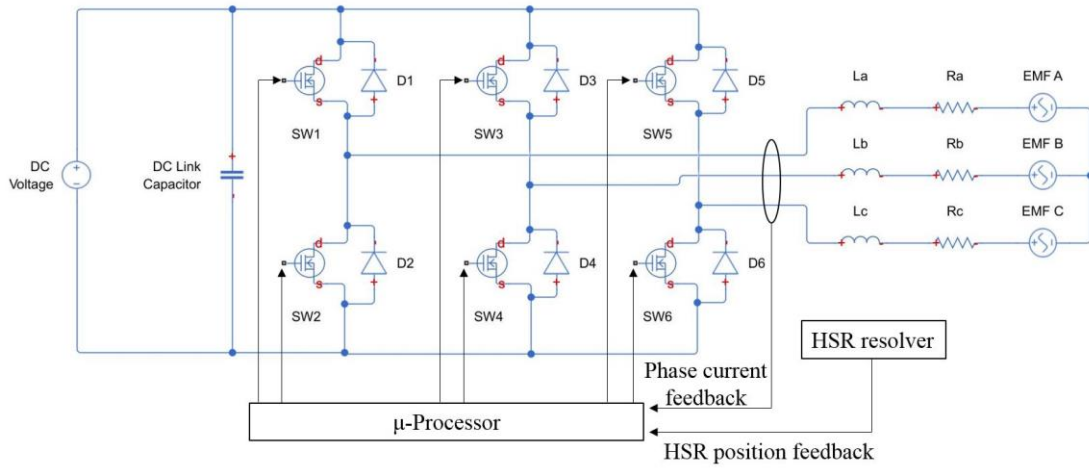 d
d
d
D1
D3
D5
s
s
s
SW1
SW3
SW5
La
Ra
EMF A
+
-
+
-
DC
Voltage
+
-
DC Link
Capacitor
+
-
Lb
Rb
EMF B
+
-
+
-
Lc
Rc
EMF C
+
-
+
-
d
d
d
D2
D4
D6
s
s
s
SW2
SW4
SW6
HSR resolver
Phase current
feedback
μ-Processor
HSR position feedback